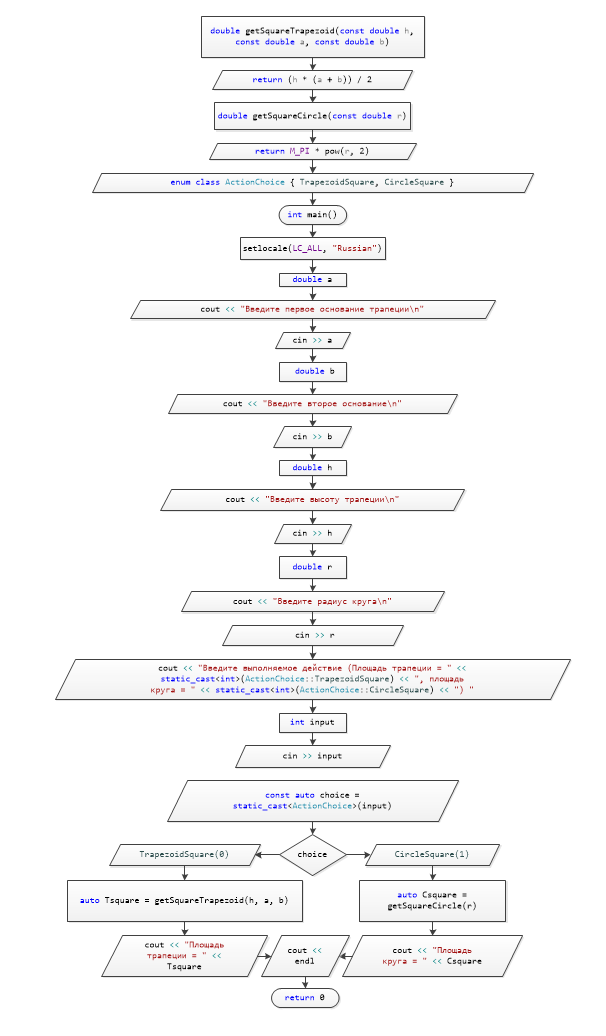 double getSquareTrapezoid(const double h,
const double a, const double b)
return (h * (a + b)) / 2
double getSquareCircle(const double r)
return M_PI * pow(r, 2)
enum class ActionChoice { TrapezoidSquare, CircleSquare }
int main()
setlocale(LC_ALL, "Russian")
double a
cout << "Введите первое основание трапеции\n"
cin >> a
double b
cout << "Введите второе основание\n"
cin >> b
double h
cout << "Введите высоту трапеции\n"
cin >> h
double r
cout << "Введите радиус круга\n"
cin >> r
cout << "Введите выполняемое действие (Площадь трапеции = " <<
static_cast<int>(ActionChoice::TrapezoidSquare) << ", площадь
круга = " << static_cast<int>(ActionChoice::CircleSquare) << ") "
int input
cin >> input
const auto choice =
static_cast<ActionChoice>(input)
TrapezoidSquare(0)
choice
CircleSquare(1)
auto Tsquare = getSquareTrapezoid(h, a, b)
auto Csquare =
getSquareCircle(r)
cout << "Площадь
трапеции = " <<
Tsquare
cout <<
endl
cout << "Площадь
круга = " << Csquare
return 0